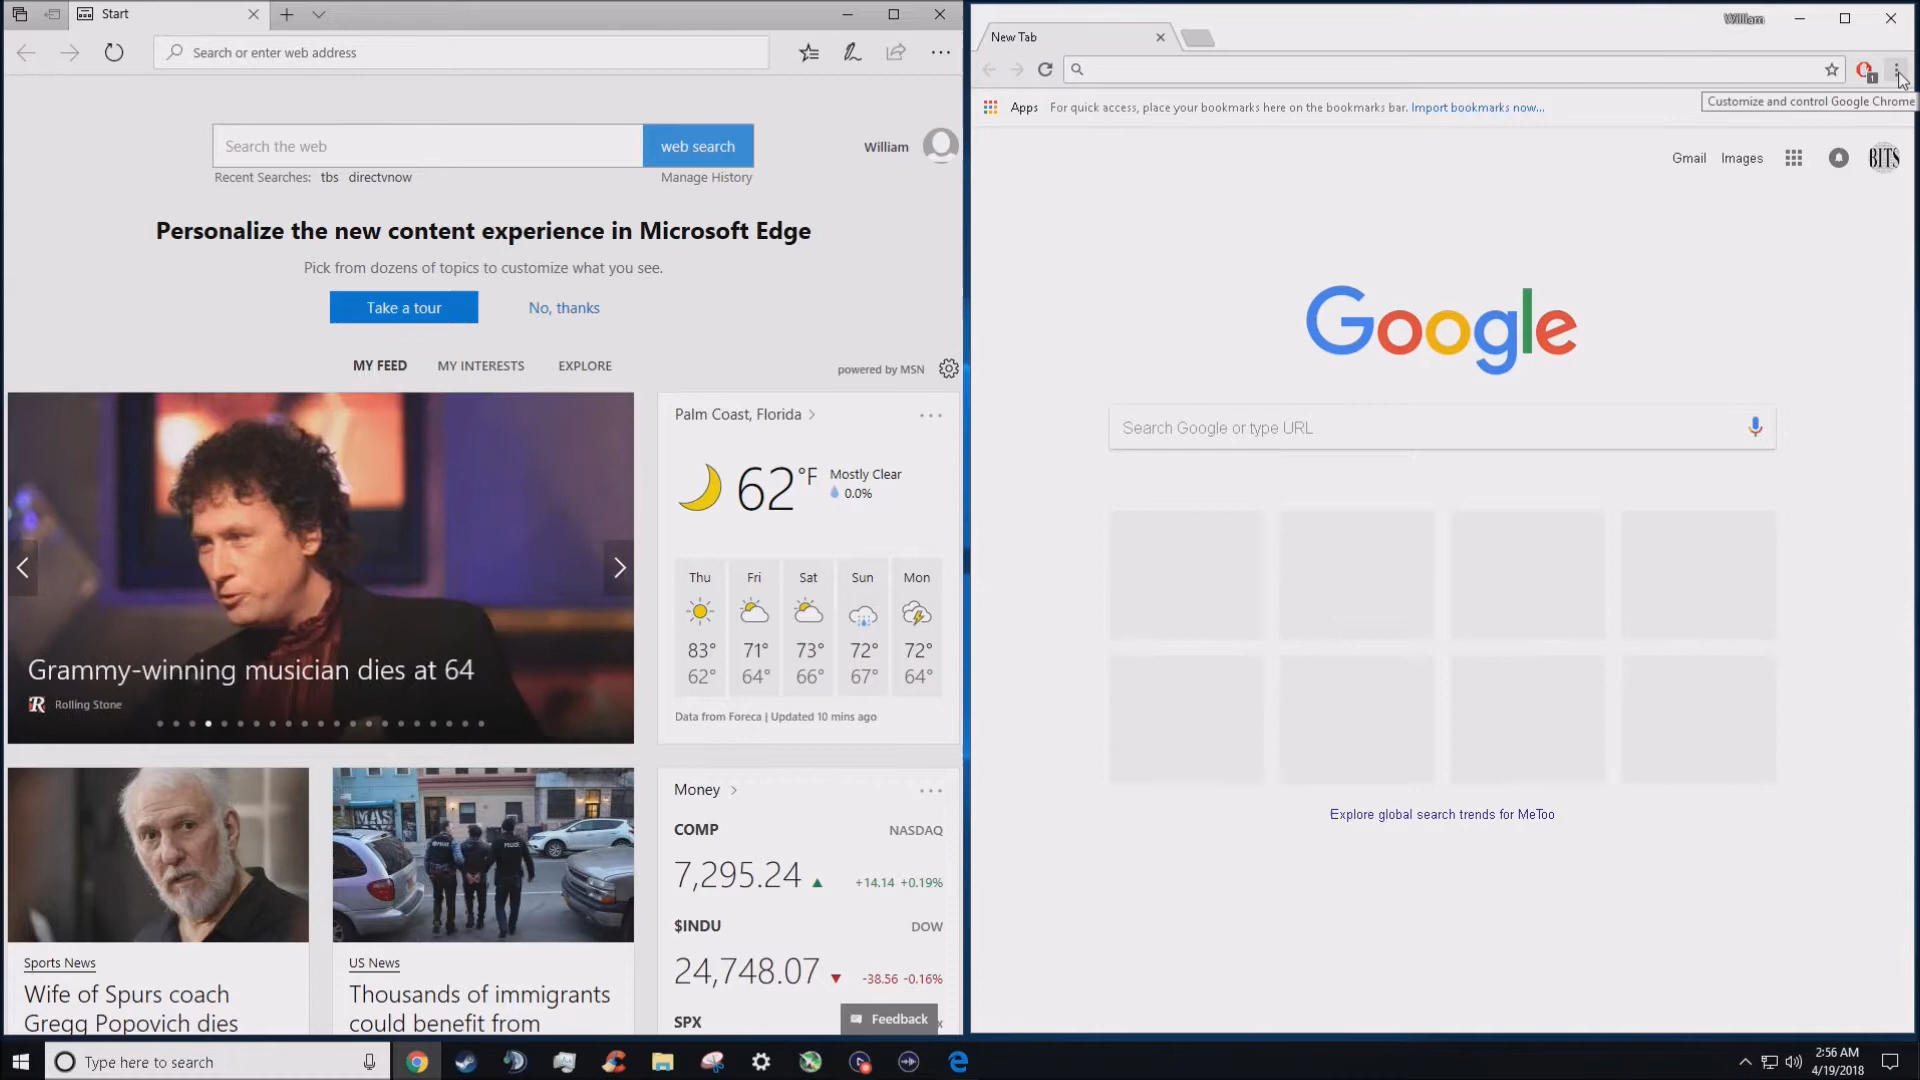 Start
Search or enter web address
Search the web
web search
William
Recent Searches: tbs directvnow
Manage History
Personalize the new content experience in Microsoft Edge
Pick from dozens of topics to customize what you see.
Take a tour
No, thanks
MY FEED
MY INTERESTS
EXPLORE
powered by MSN
Grammy-winning musician dies at 64
R Rolling Stone
Palm Coast, Florida
62°F
Mostly Clear
0.0%
Thu Fri Sat Sun Mon
83° 71° 73° 72° 72°
62° 64° 66° 67° 64°
Data from Foreca | Updated 10 mins ago
MAS
POLICE
POLICE
Sports News
Wife of Spurs coach
Gregg Popovich dies
US News
Thousands of immigrants
could benefit from
Money
COMP NASDAQ
7,295.24 +14.14 +0.19%
$INDU DOW
24,748.07 -38.56 -0.16%
SPX
Feedback
William
New Tab
1
Customize and control Google Chrome
Apps
For quick access, place your bookmarks here on the bookmarks bar. Import bookmarks now...
Gmail Images
BITS
Google
Search Google or type URL
Explore global search trends for MeToo
Type here to search
2:56 AM
4/19/2018